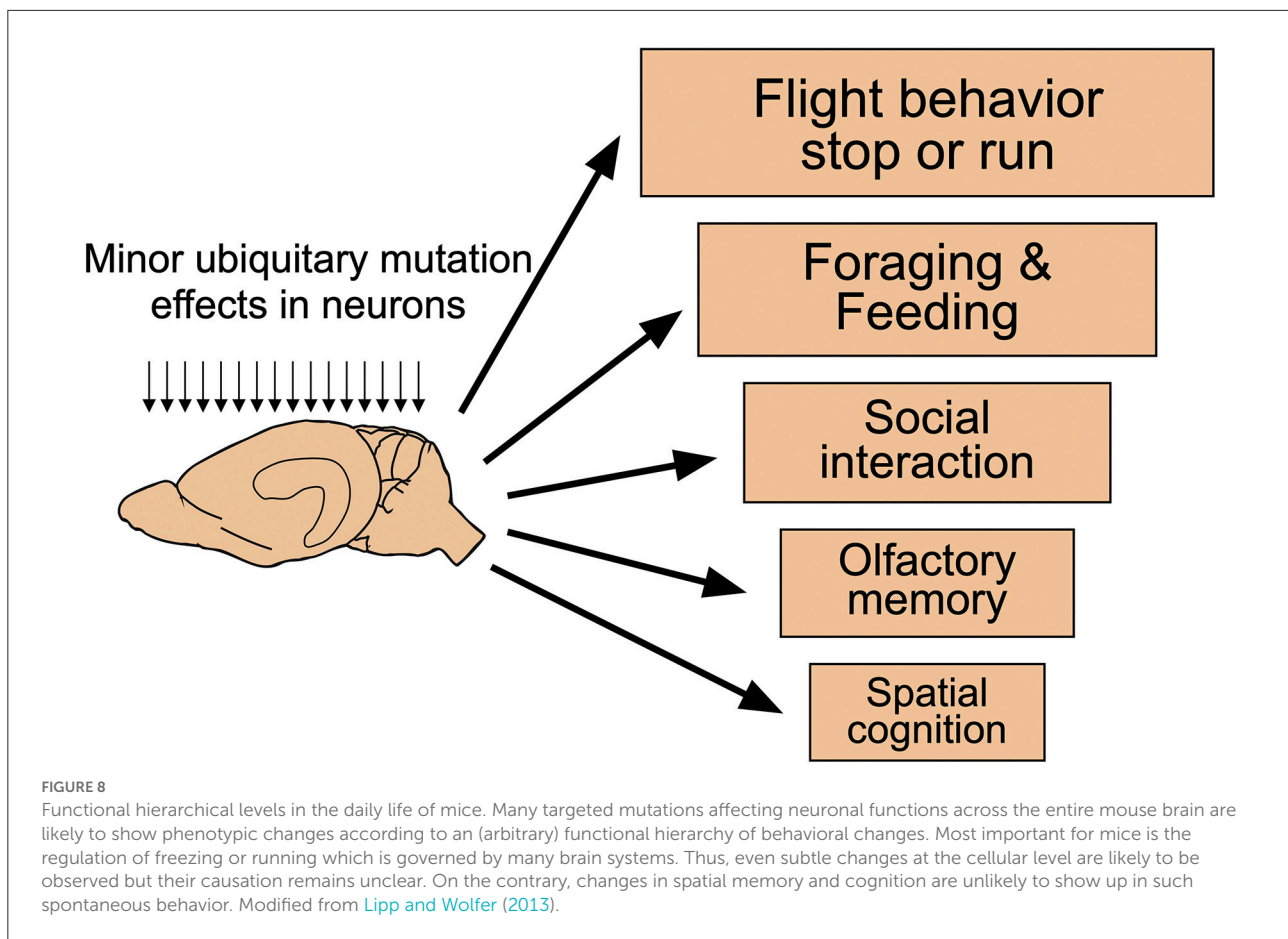 Flight behavior
stop or run
Minor ubiquitary mutation
effects in neurons
Foraging &
Feeding
Social
interaction
Olfactory
memory
Spatial
cognition
FIGURE 8
Functional hierarchical levels in the daily life of mice. Many targeted mutations affecting neuronal functions across the entire mouse brain are
likely to show phenotypic changes according to an (arbitrary) functional hierarchy of behavioral changes. Most important for mice is the
regulation of freezing or running which is governed by many brain systems. Thus, even subtle changes at the cellular level are likely to be
observed but their causation remains unclear. On the contrary, changes in spatial memory and cognition are unlikely to show up in such
spontaneous behavior. Modified from Lipp and Wolfer (2013).